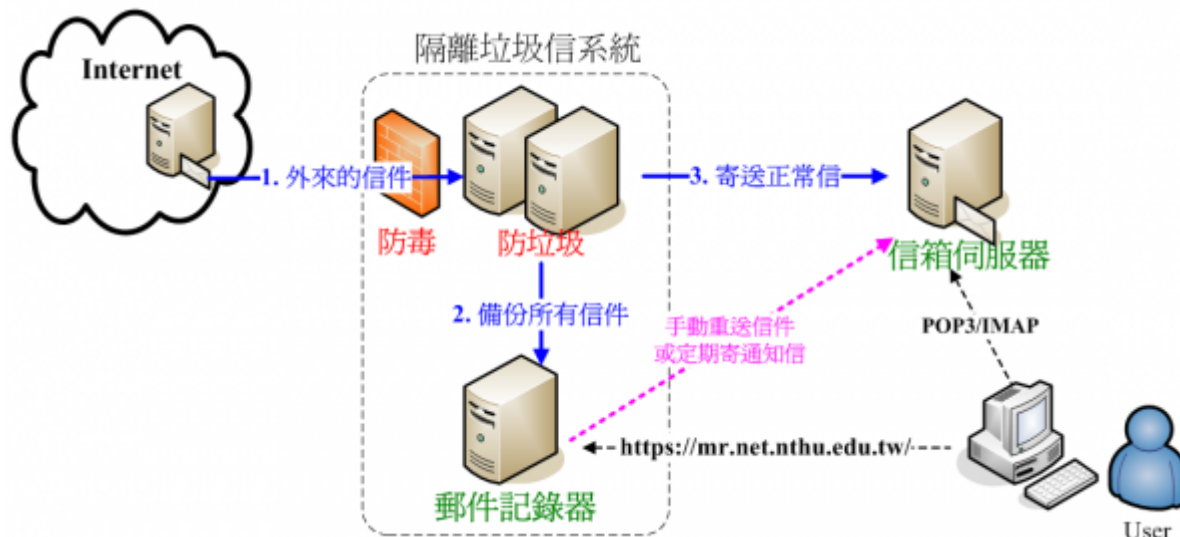 隔離垃圾信系統
Internet
1. 外來的信件
3. 寄送正常信
防毒
防垃圾
信箱伺服器
2. 備份所有信件
手動重送信件
或定期寄通知信
POP3/IMAP
https://mr.net.nthu.edu.tw/
郵件記錄器
User